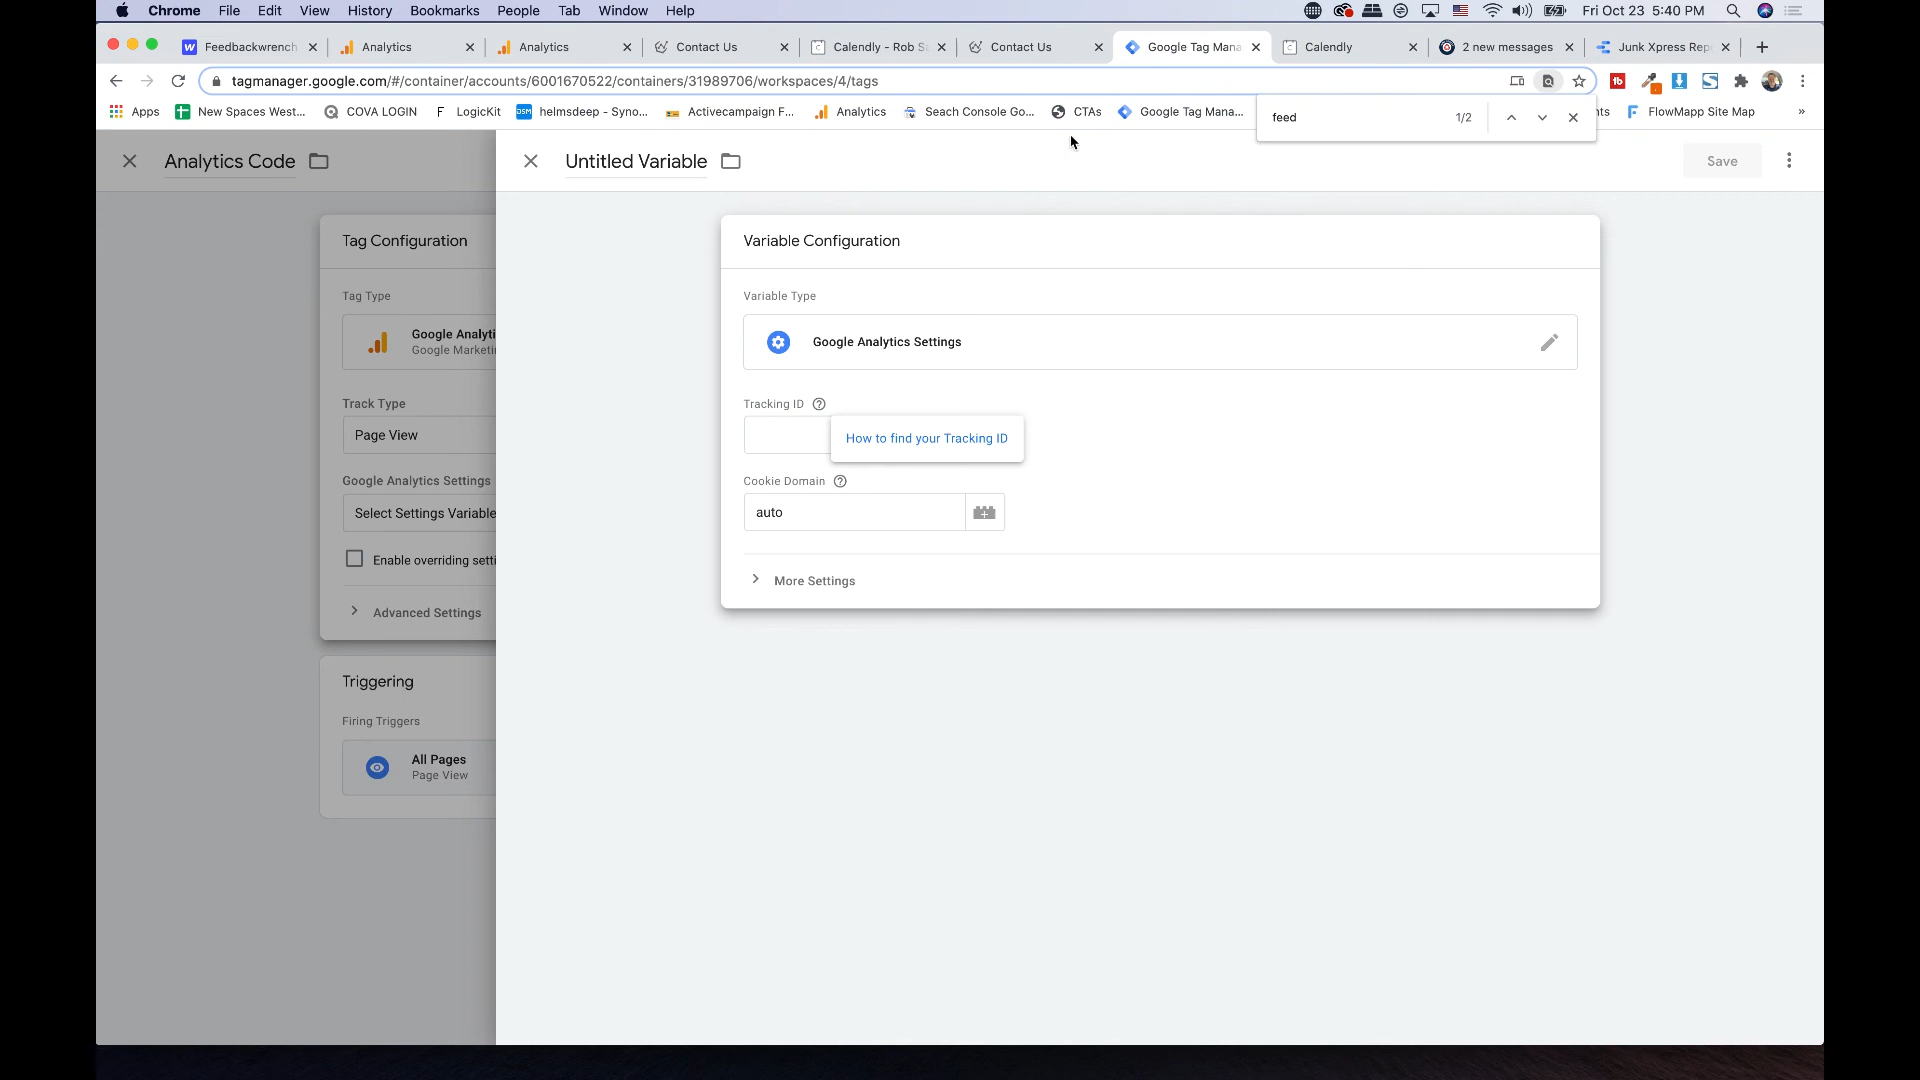 Chrome File Edit View History Bookmarks People Tab Window Help Fri Oct 23 5:40 PM
Feedbackwrench Analytics Analytics Contact Us Calendly - Rob S Contact Us Google Tag Mana Calendly 2 new messages Junk Xpress Rep
tagmanager.google.com/#/container/accounts/6001670522/containers/31989706/workspaces/4/tags
Apps New Spaces West... COVA LOGIN LogicKit helmsdeep - Syno... Activecampaign F... Analytics Seach Console Go... CTAs Google Tag Mana... nts FlowMapp Site Map »
feed 1/2
Analytics Code
Untitled Variable
Save
Tag Configuration
Tag Type
Google Analyti
Google Marketi
Track Type
Page View
Google Analytics Settings
Select Settings Variable
Enable overriding setti
Advanced Settings
Triggering
Firing Triggers
All Pages
Page View
Variable Configuration
Variable Type
Google Analytics Settings
Tracking ID
How to find your Tracking ID
Cookie Domain
auto
More Settings